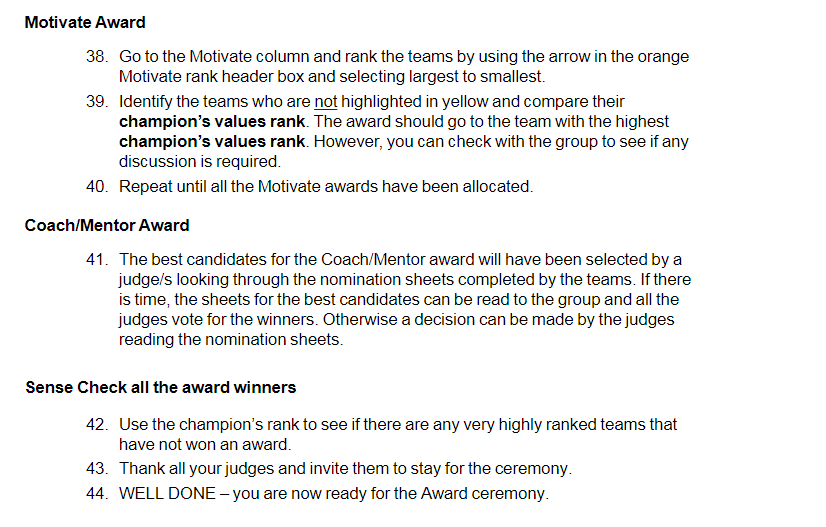 Motivate Award
38. Go to the Motivate column and rank the teams by using the arrow in the orange
Motivate rank header box and selecting largest to smallest.
39. Identify the teams who are not highlighted in yellow and compare their
champion's values rank. The award should go to the team with the highest
champion's values rank. However, you can check with the group to see if any
discussion is required.
40. Repeat until all the Motivate awards have been allocated.
Coach/Mentor Award
41. The best candidates for the Coach/Mentor award will have been selected by a
judge/s looking through the nomination sheets completed by the teams. If there
is time, the sheets for the best candidates can be read to the group and all the
judges vote for the winners. Otherwise a decision can be made by the judges
reading the nomination sheets.
Sense Check all the award winners
42. Use the champion's rank to see if there are any very highly ranked teams that
have not won an award.
43. Thank all your judges and invite them to stay for the ceremony.
44. WELL DONE – you are now ready for the Award ceremony.